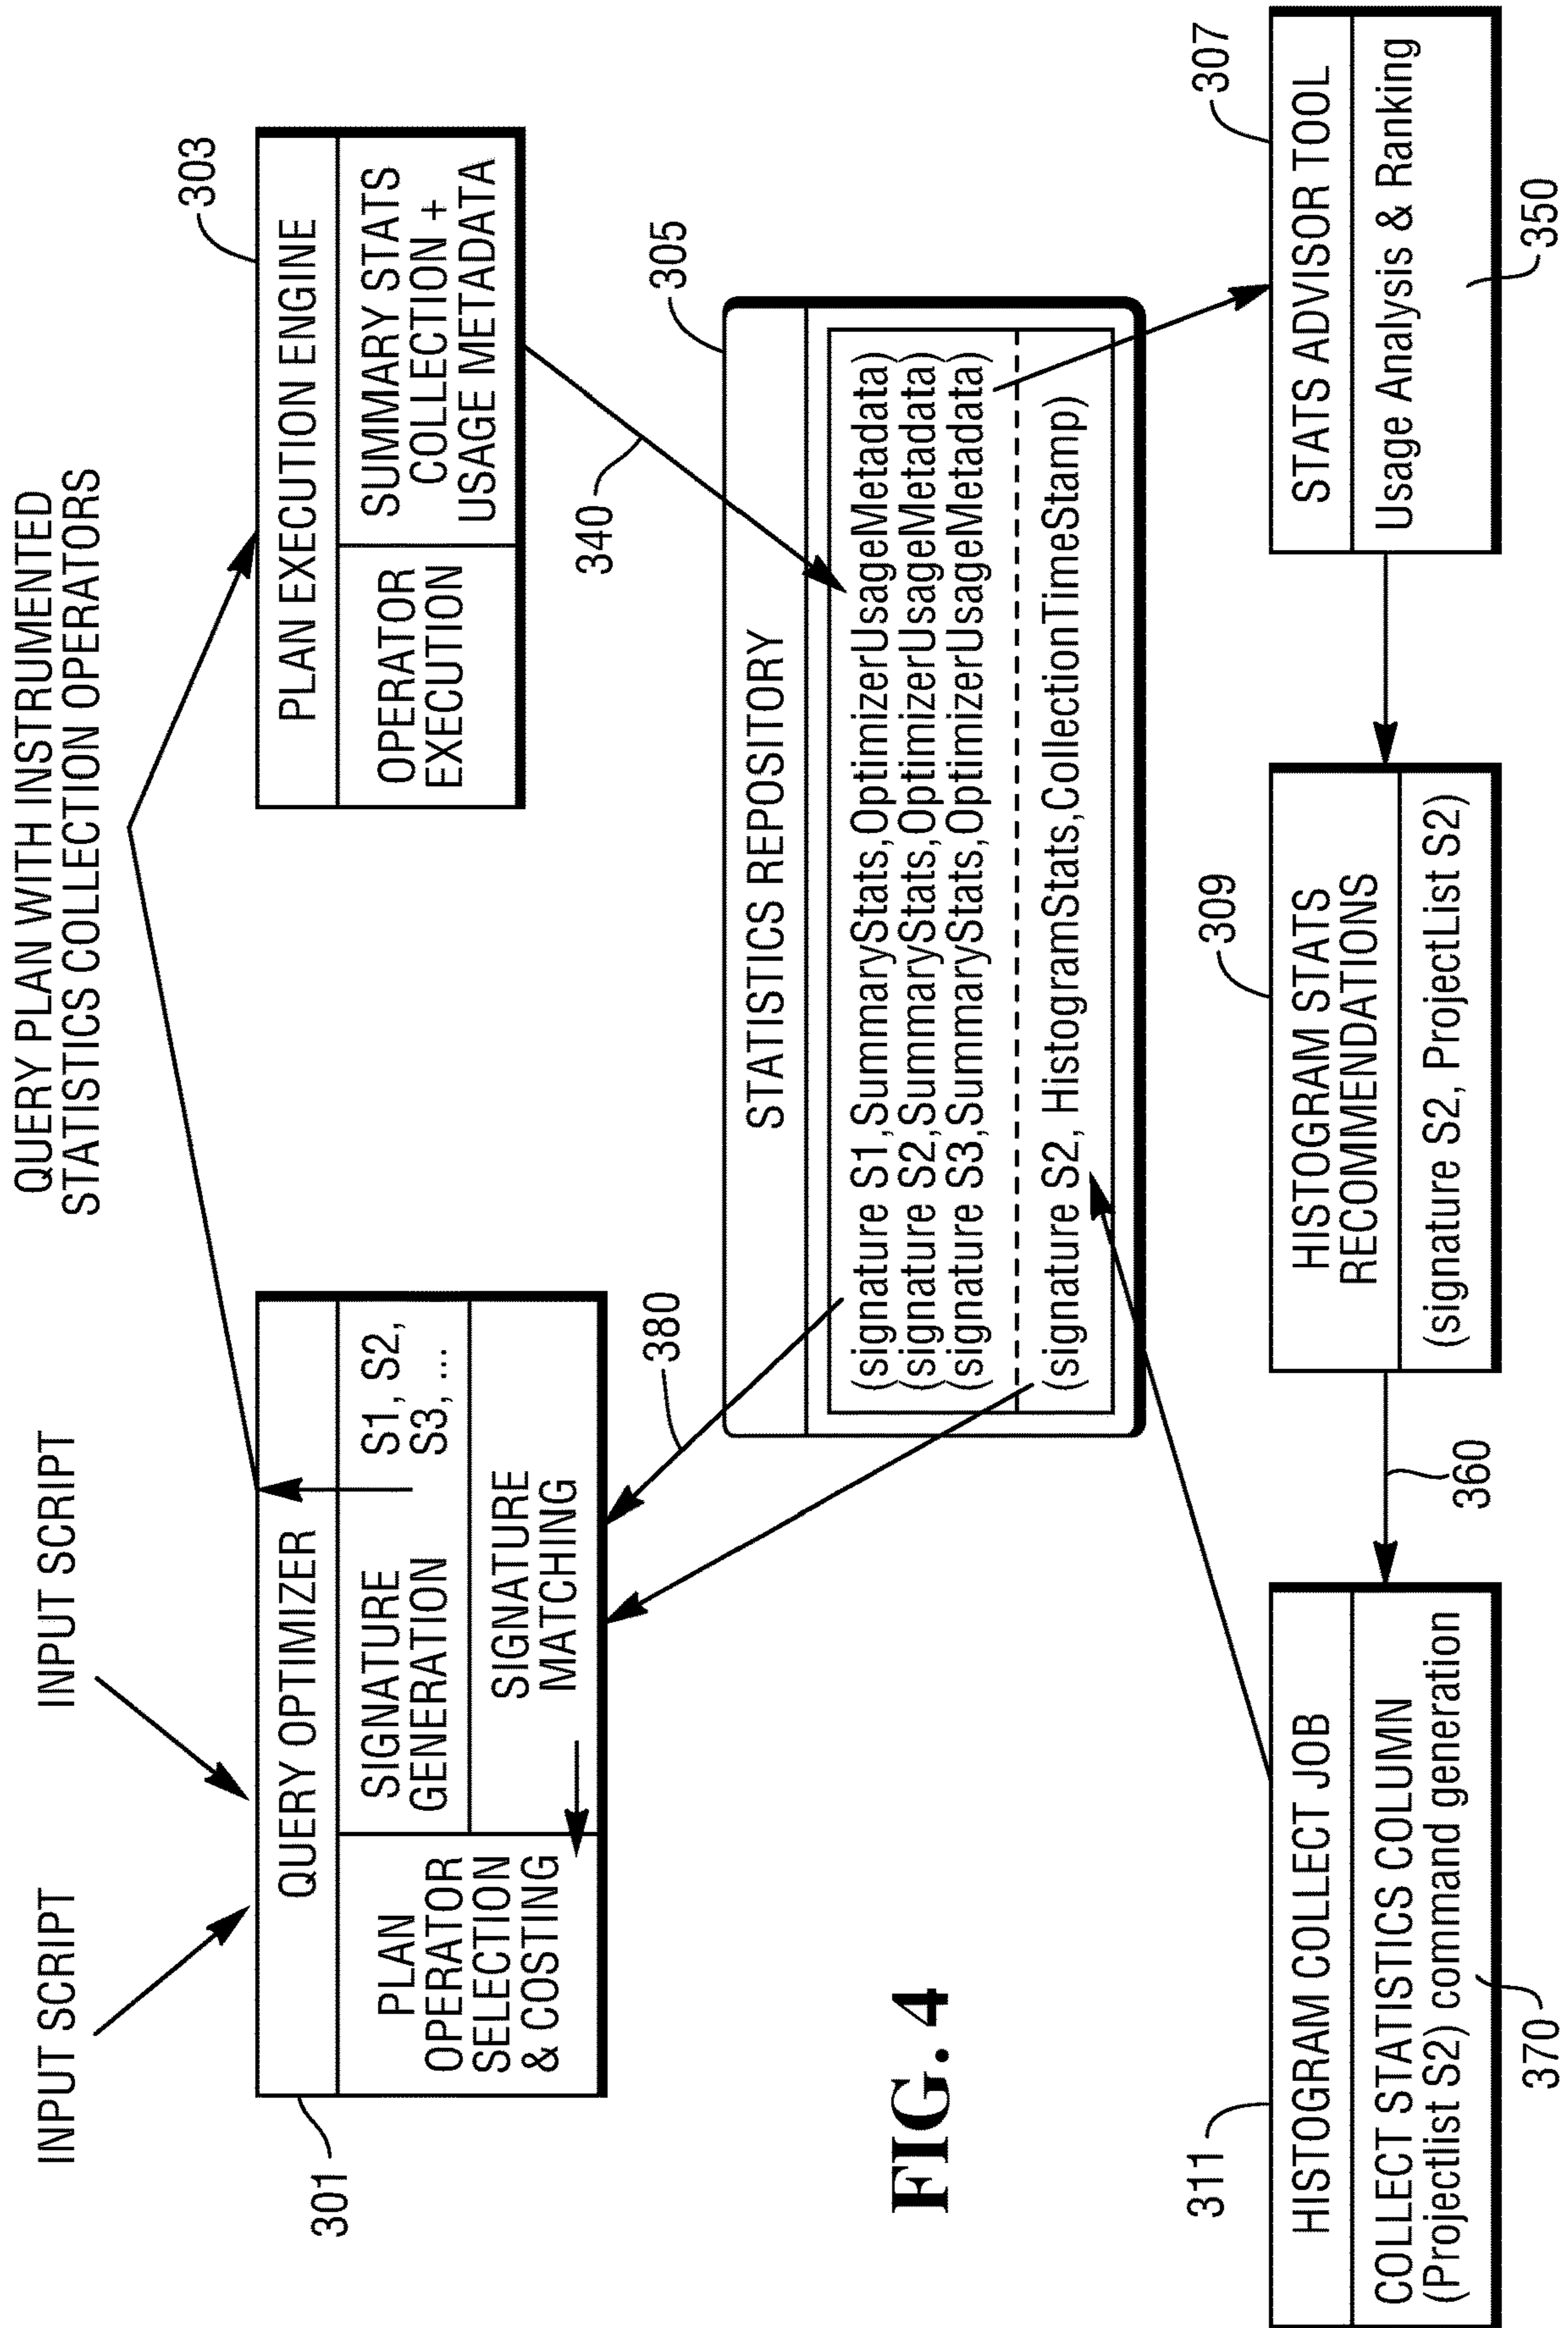 INPUT SCRIPT
INPUT SCRIPT
QUERY PLAN WITH INSTRUMENTED
STATISTICS COLLECTION OPERATORS
301
QUERY OPTIMIZER
PLAN
OPERATOR
SELECTION
& COSTING
SIGNATURE
GENERATION
S1, S2,
S3, ...
SIGNATURE
MATCHING
303
PLAN EXECUTION ENGINE
OPERATOR
EXECUTION
SUMMARY STATS
COLLECTION +
USAGE METADATA
340
380
305
STATISTICS REPOSITORY
(signature S1,SummaryStats,OptimizerUsageMetadata)
(signature S2,SummaryStats,OptimizerUsageMetadata)
(signature S3,SummaryStats,OptimizerUsageMetadata)
(signature S2, HistogramStats,CollectionTimeStamp)
FIG. 4
311
HISTOGRAM COLLECT JOB
COLLECT STATISTICS COLUMN
(Projectlist S2) command generation
370
360
309
HISTOGRAM STATS
RECOMMENDATIONS
(signature S2, ProjectList S2)
307
STATS ADVISOR TOOL
Usage Analysis & Ranking
350